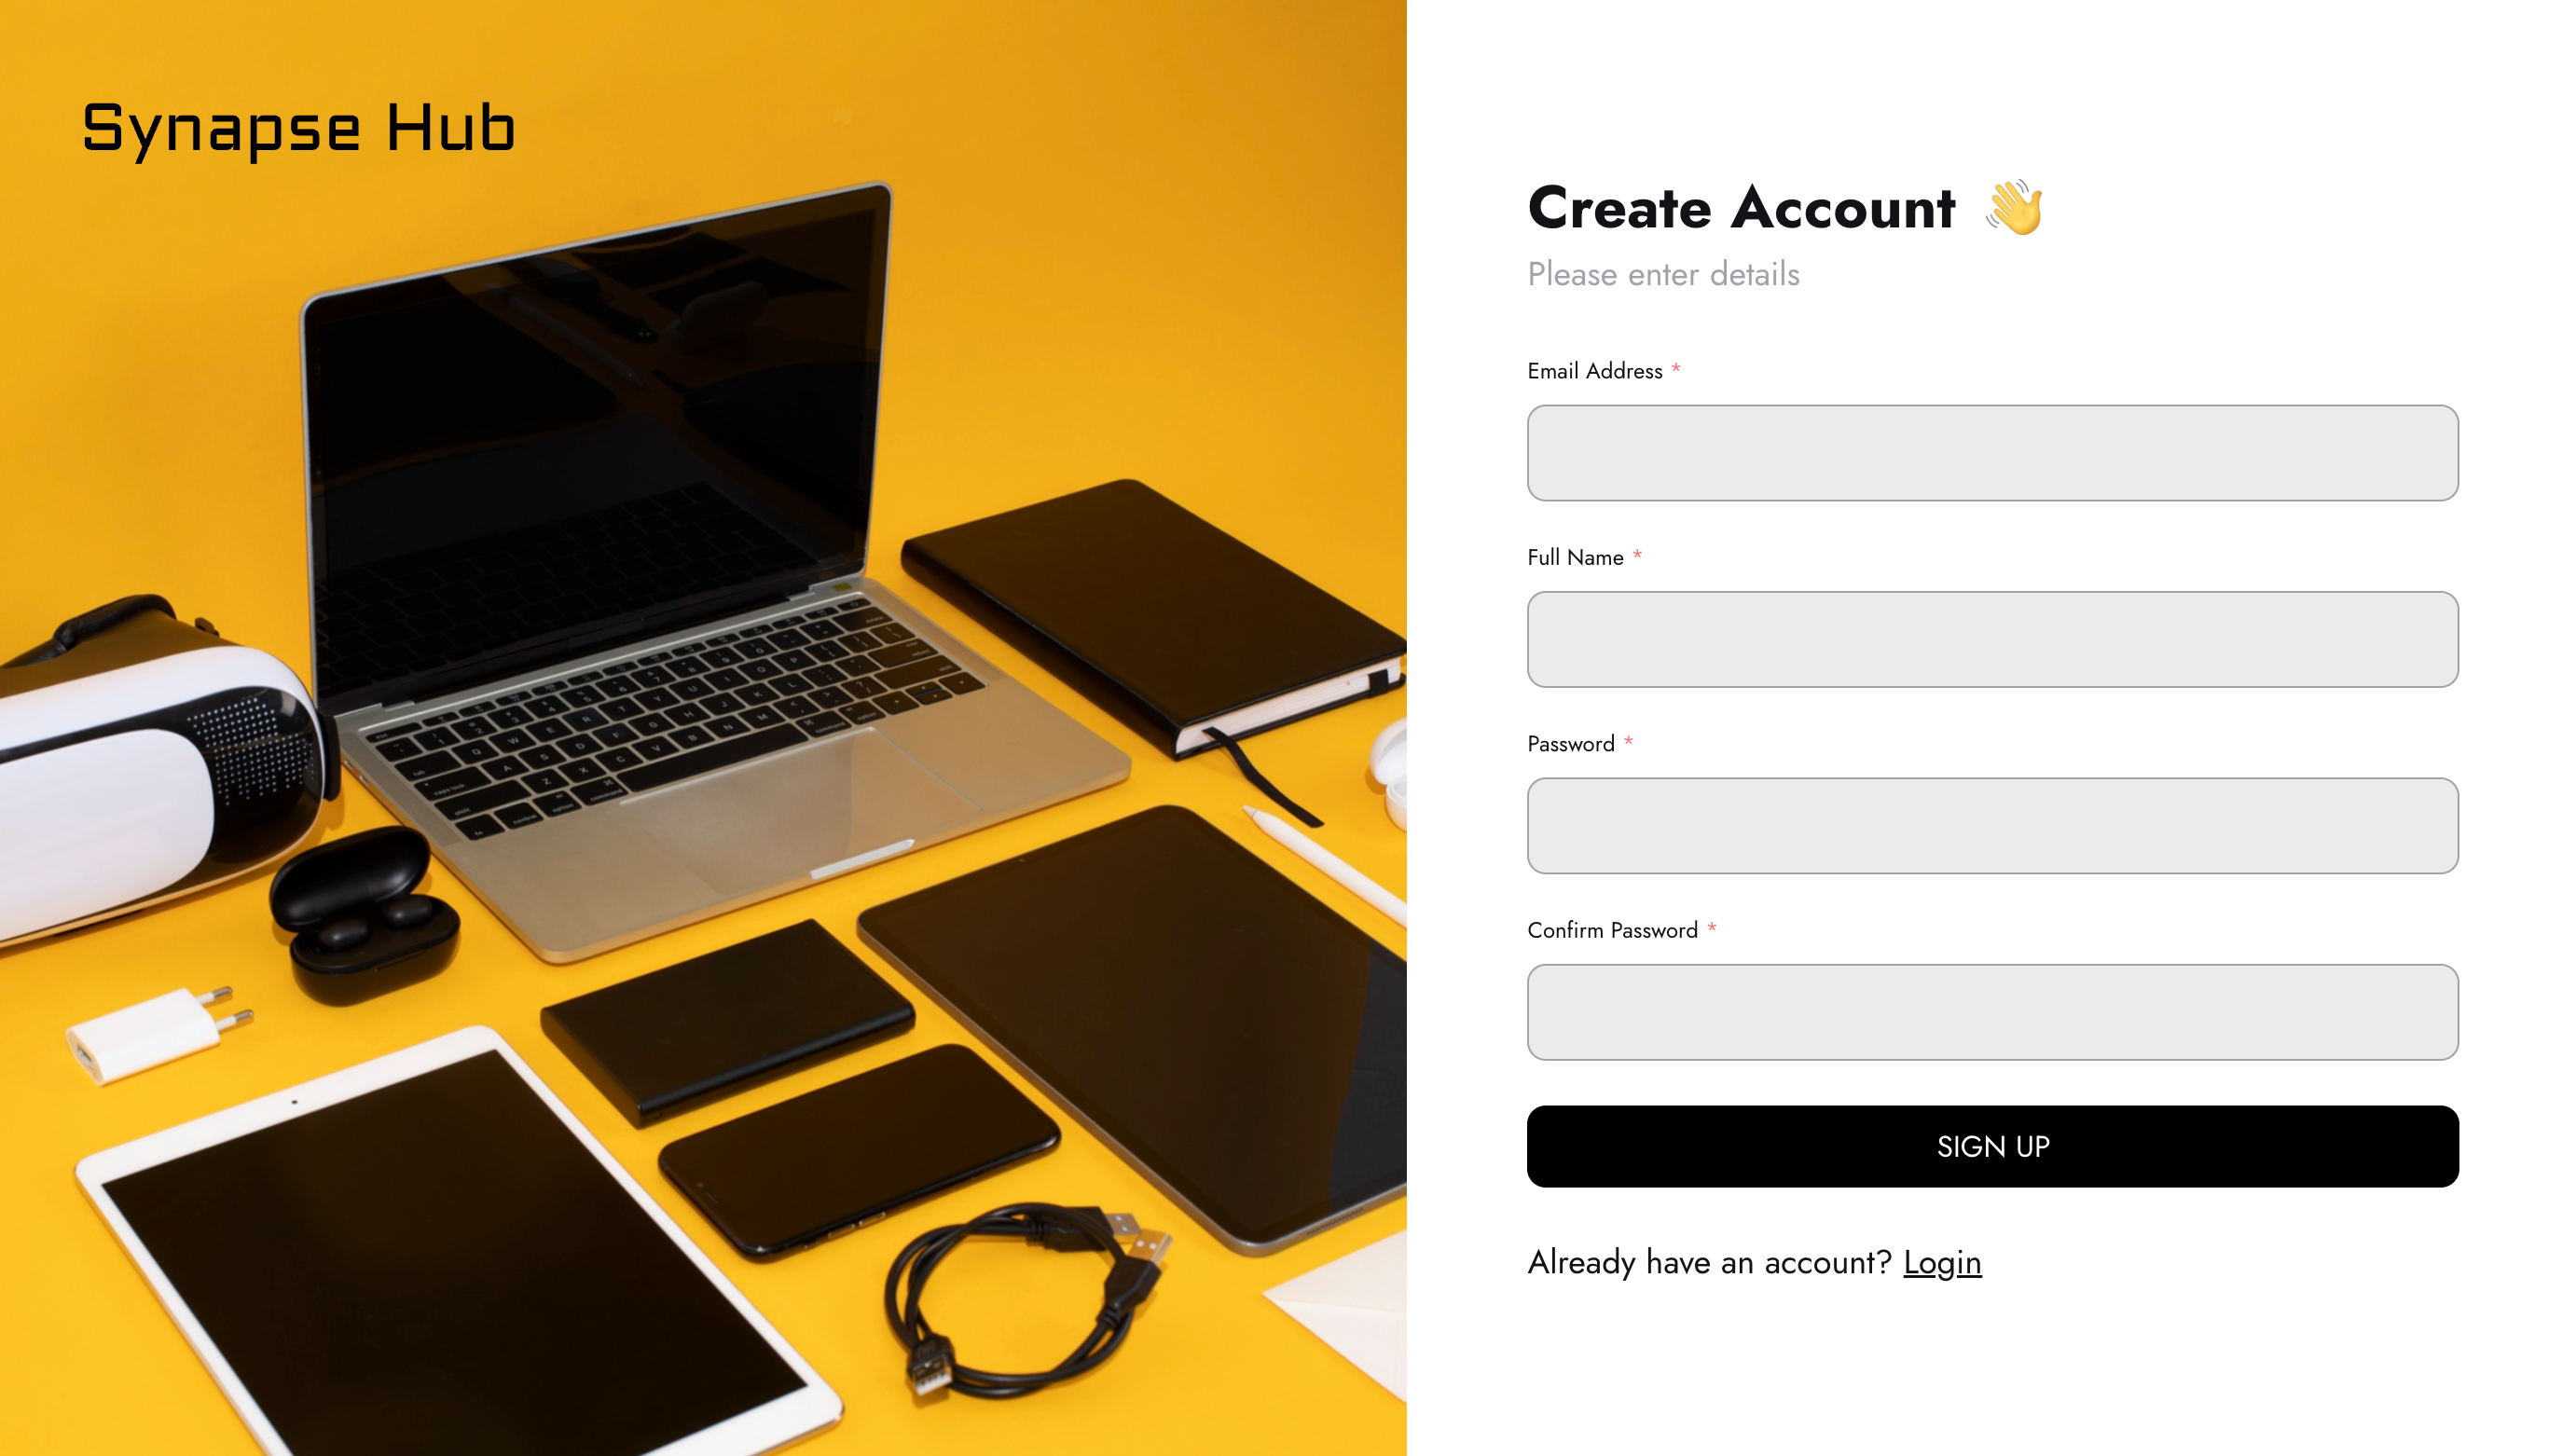 Synapse Hub
Create Account 👋
Please enter details
Email Address *
Full Name *
Password *
Confirm Password *
SIGN UP
Already have an account? Login